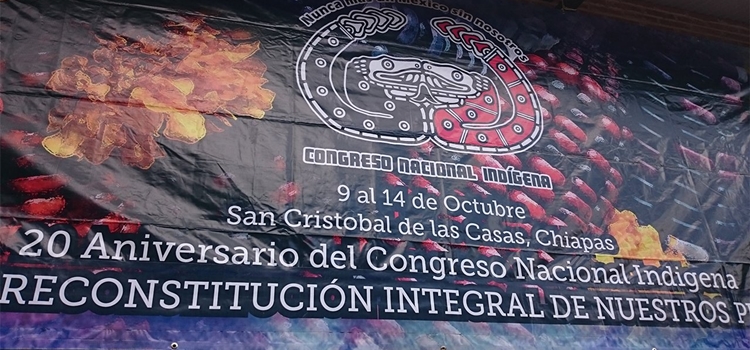 Nunca más un México sin nosotros
CONGRESO NACIONAL INDÍGENA
9 al 14 de Octubre
San Cristobal de las Casas, Chiapas
20 Aniversario del Congreso Nacional Indigena
RECONSTITUCIÓN INTEGRAL DE NUESTROS P